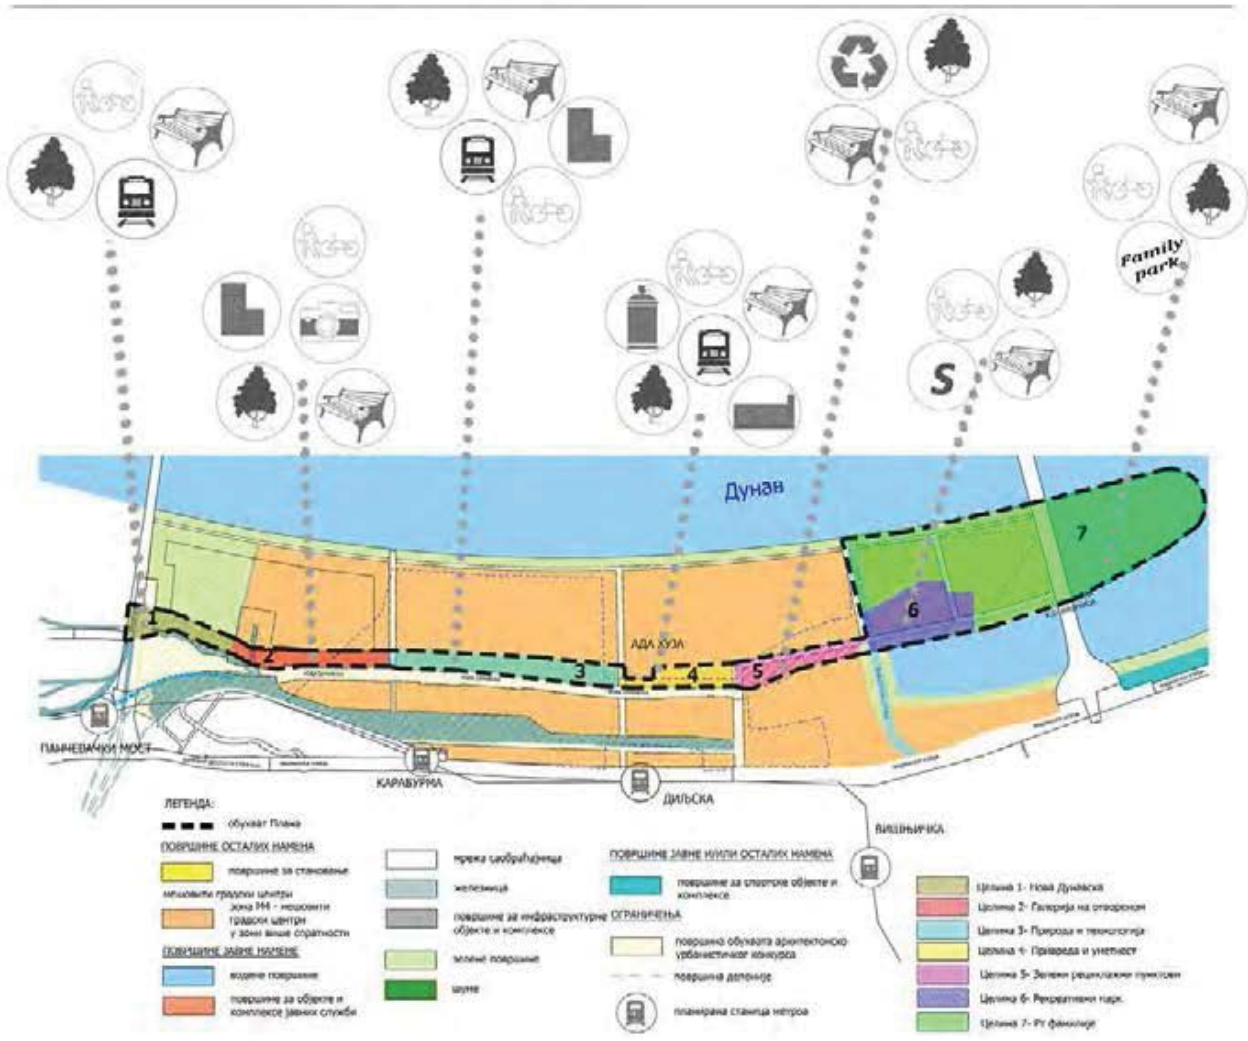 Family
park
S
Дунав
7
6
1
АДА ХУЈА
2
3
4
5
ПАНЧЕВАЧКИ МОСТ
КАРАБУРМА
ДИЉСКА
ВИШЊИЧКА
ЛЕГЕНДА:
обухват Плана
ПОВРШИНЕ ОСТАЛИХ НАМЕНА
површине за становање
мешовити градски центри
зона М4 - мешовити
градски центри
у зони више спратности
ПОВРШИНЕ ЈАВНЕ НАМЕНЕ
водене површине
површине за објекте и
комплексе јавних служби
мрежа саобраћајница
железница
површине за инфраструктурне
објекте и комплексе
зелене површине
шуме
ПОВРШИНЕ ЈАВНЕ И/ИЛИ ОСТАЛИХ НАМЕНА
површине за спортске објекте и
комплексе
ОГРАНИЧЕЊА
површина обухвата архитектонско
урбанистичког конкурса
површина депоније
планирана станица метроа
Целина 1- Нова Дунавска
Целина 2- Галерија на отвореном
Целина 3- Природа и технологија
Целина 4- Привреда и уметност
Целина 5- Зелени рециклажни пунктови
Целина 6- Рекреативни парк
Целина 7- Рт фамилије